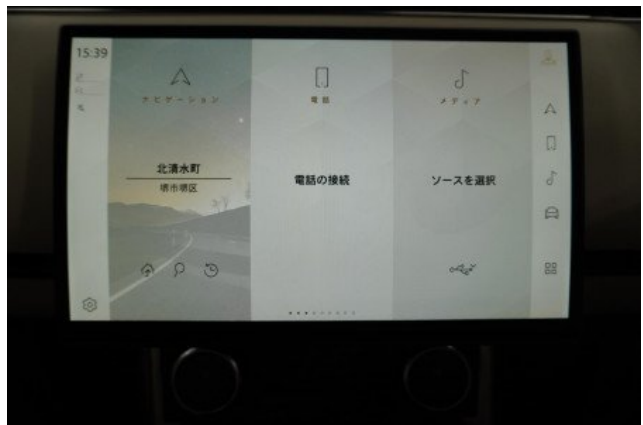 15:39
ナビゲーション
北清水町
堺市堺区
電話
電話の接続
メディア
ソースを選択